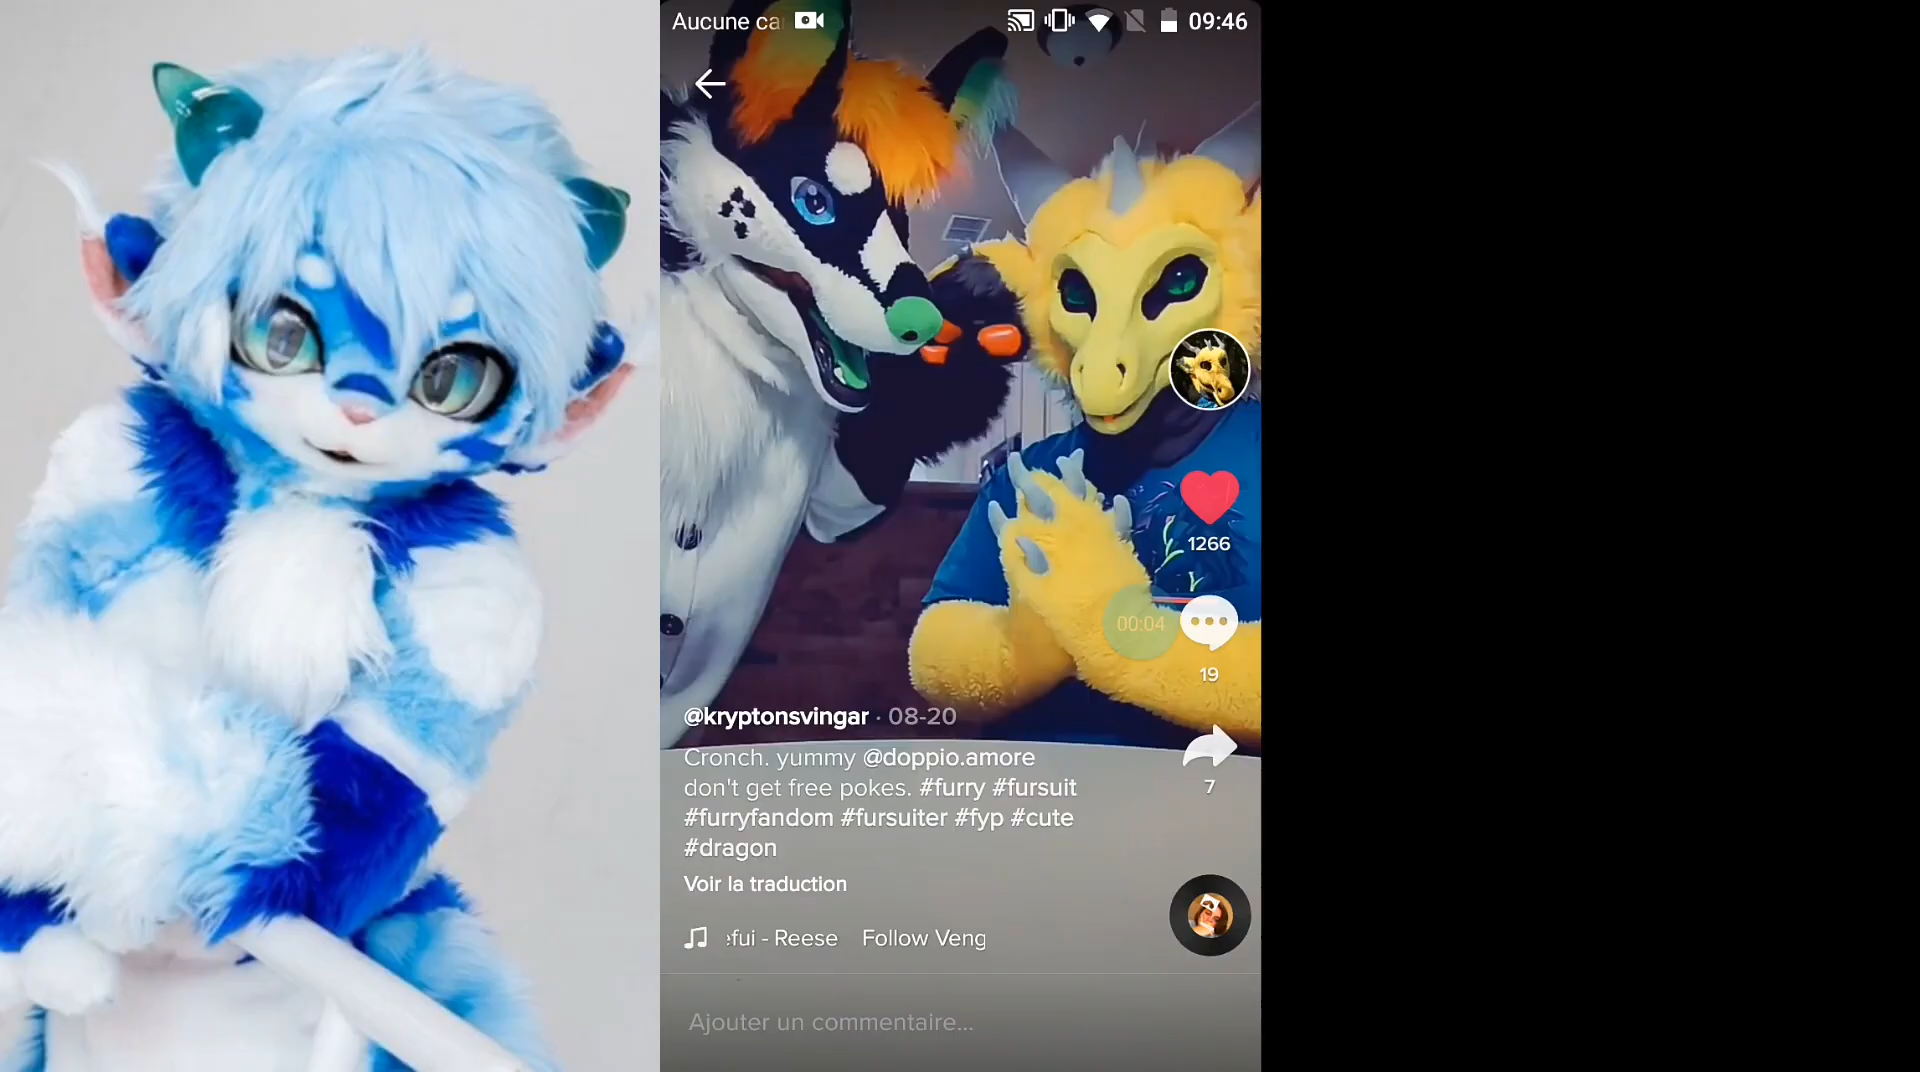 Aucune ca
09:46
1266
00:04
19
@kryptonsvingar · 08-20
Cronch. yummy @doppio.amore
don't get free pokes. #furry #fursuit
#furryfandom #fursuiter #fyp #cute
#dragon
7
Voir la traduction
efui - Reese Follow Veng
Ajouter un commentaire...